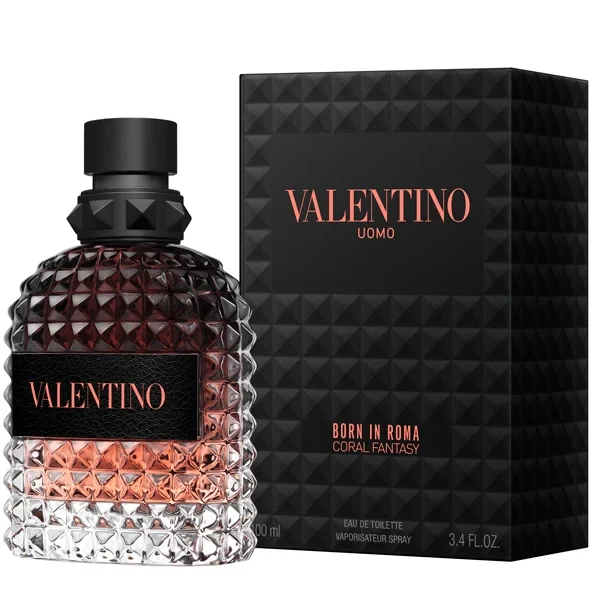 VALENTINO
UOMO
BORN IN ROMA
CORAL FANTASY
EAU DE TOILETTE
VAPORISATEUR SPRAY
3.4 FL.OZ.
00 ml
VALENTINO